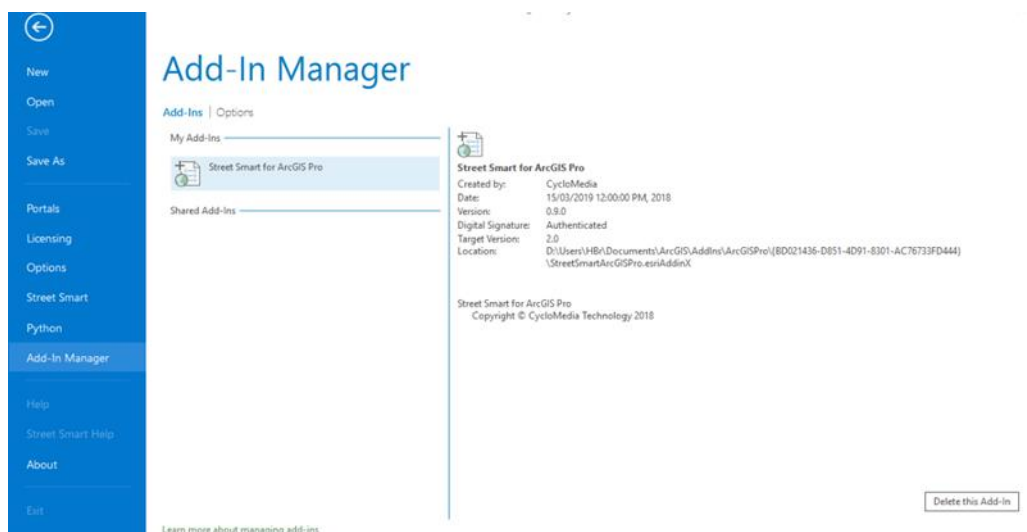 New
Open
Save
Save As
Portals
Licensing
Options
Street Smart
Python
Add-In Manager
Help
Street Smart Help
About
Exit
Add-In Manager
Add-Ins | Options
My Add-Ins
Street Smart for ArcGIS Pro
Shared Add-Ins
Learn more about managing add-ins
Street Smart for ArcGIS Pro
Created by: CycloMedia
Date: 15/03/2019 12:00:00 PM, 2018
Version: 0.9.0
Digital Signature: Authenticated
Target Version: 2.0
Location: D:\Users\HBr\Documents\ArcGIS\AddIns\ArcGISPro\{BD021436-D851-4D91-8301-AC76733FD444}
\StreetSmartArcGISPro.esriAddinX
Street Smart for ArcGIS Pro
Copyright © CycloMedia Technology 2018
Delete this Add-In